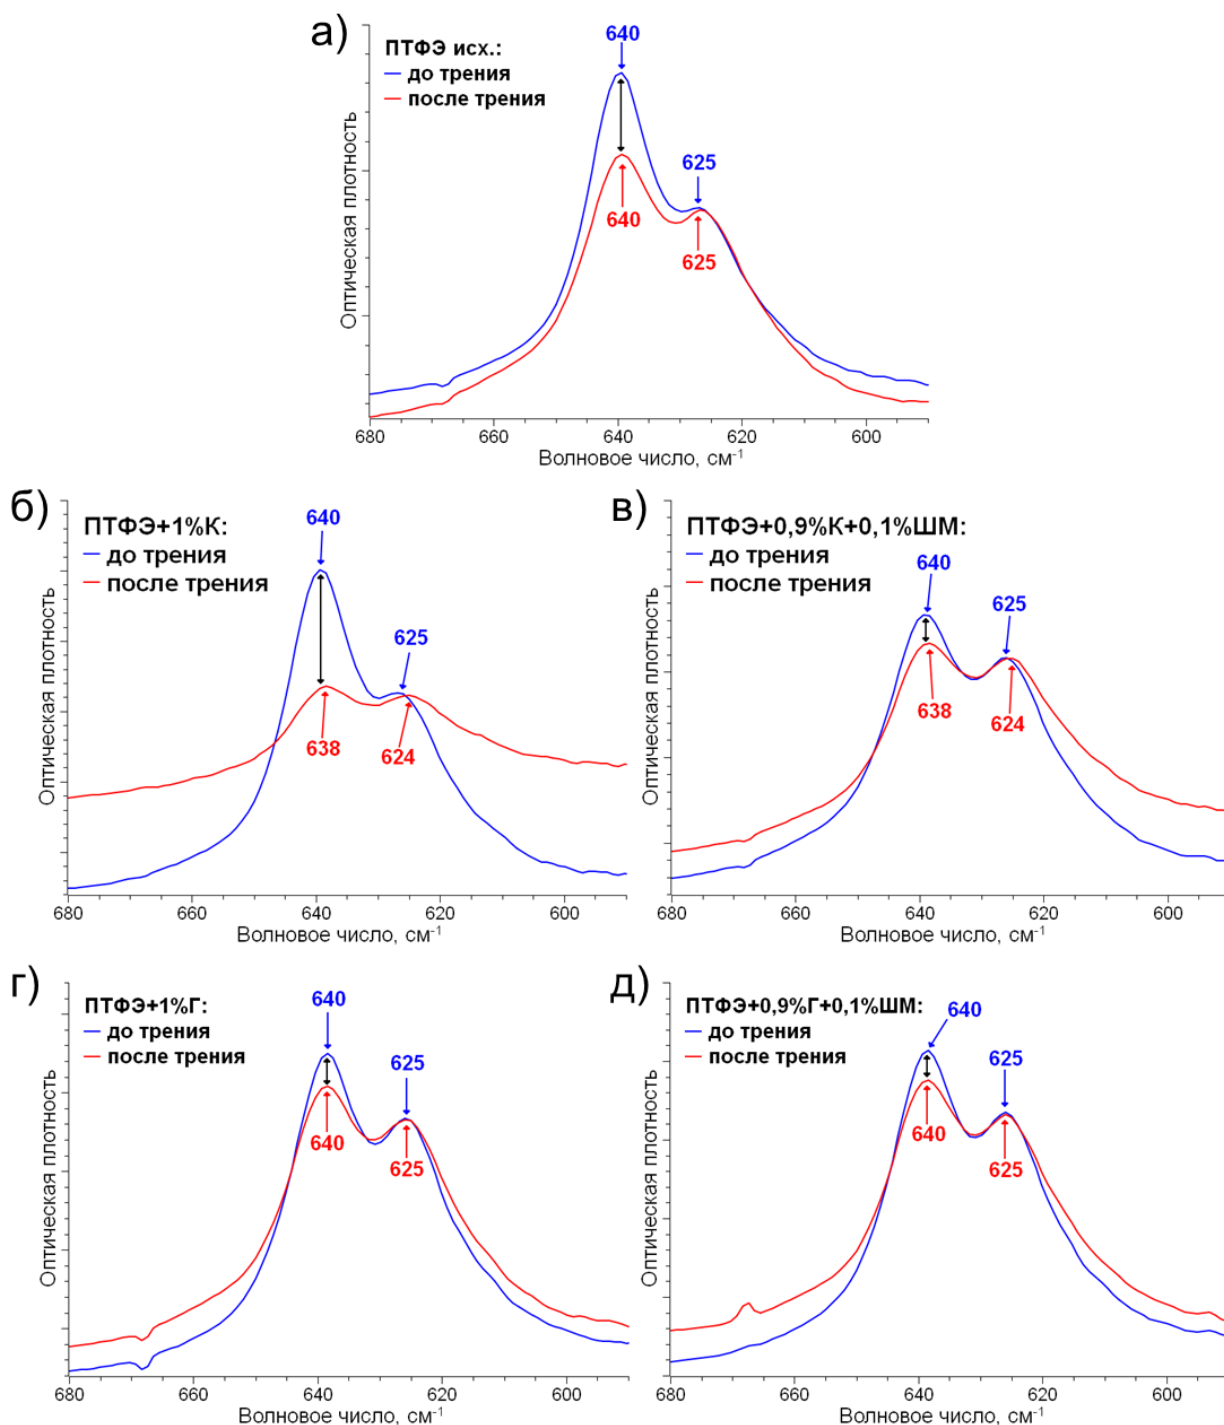 а)
ПТФЭ исх.:
до трения
после трения
640
625
640
625
Оптическая плотность
680
660
640
620
600
Волновое число, см⁻¹
б)
ПТФЭ+1%К:
до трения
после трения
640
625
638
624
Оптическая плотность
680
660
640
620
600
Волновое число, см⁻¹
в)
ПТФЭ+0,9%К+0,1%ШМ:
до трения
после трения
640
625
638
624
Оптическая плотность
680
660
640
620
600
Волновое число, см⁻¹
г)
ПТФЭ+1%Г:
до трения
после трения
640
625
640
625
Оптическая плотность
680
660
640
620
600
Волновое число, см⁻¹
д)
ПТФЭ+0,9%Г+0,1%ШМ:
до трения
после трения
640
625
640
625
Оптическая плотность
680
660
640
620
600
Волновое число, см⁻¹